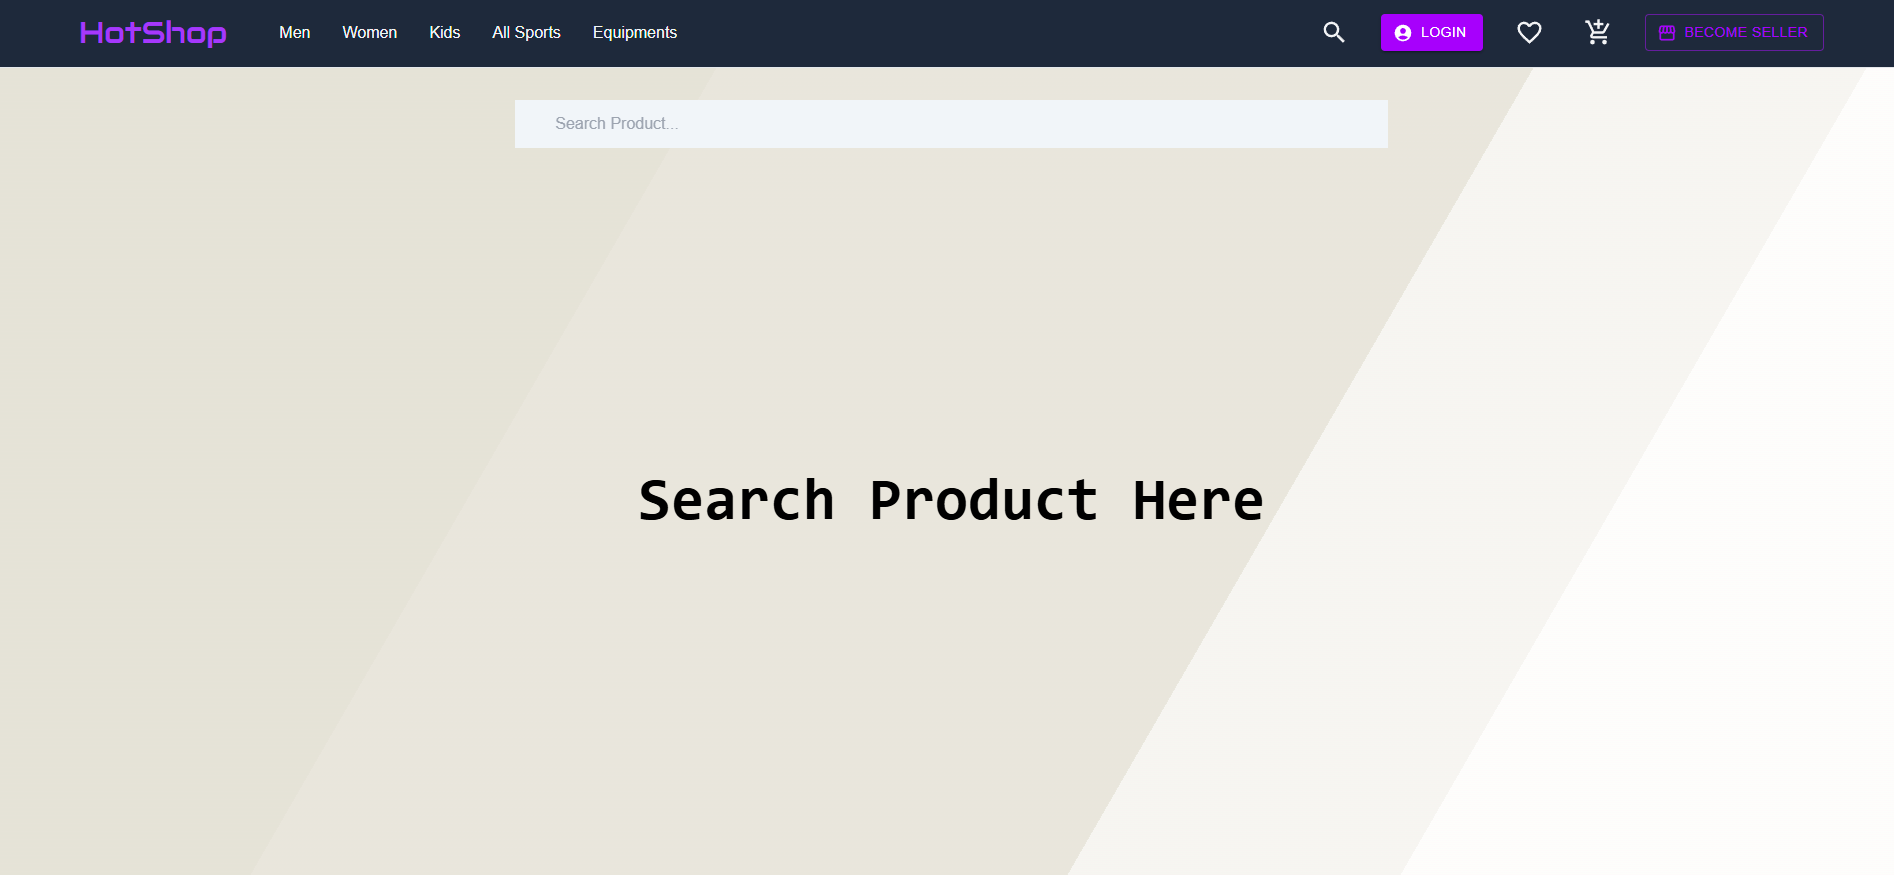 HotShop Men Women Kids All Sports Equipments LOGIN BECOME SELLER
Search Product...
Search Product Here